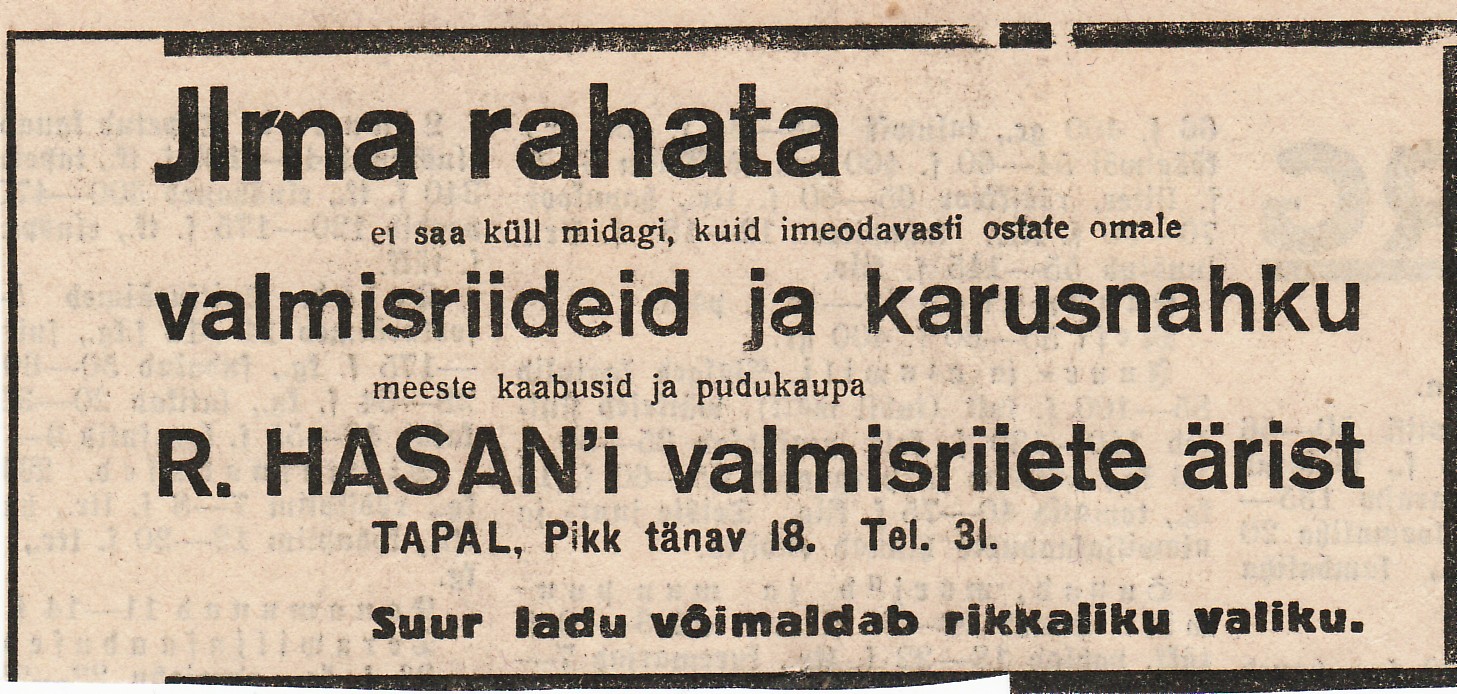 Jlma rahata
ei saa küll midagi, kuid imeodavasti ostate omale
valmisriideid ja karusnahku
meeste kaabusid ja pudukaupa
R. HASAN'i valmisriiete ärist
TAPAL, Pikk tänav 18. Tel. 31.
Suur ladu võimaldab rikkaliku valiku.